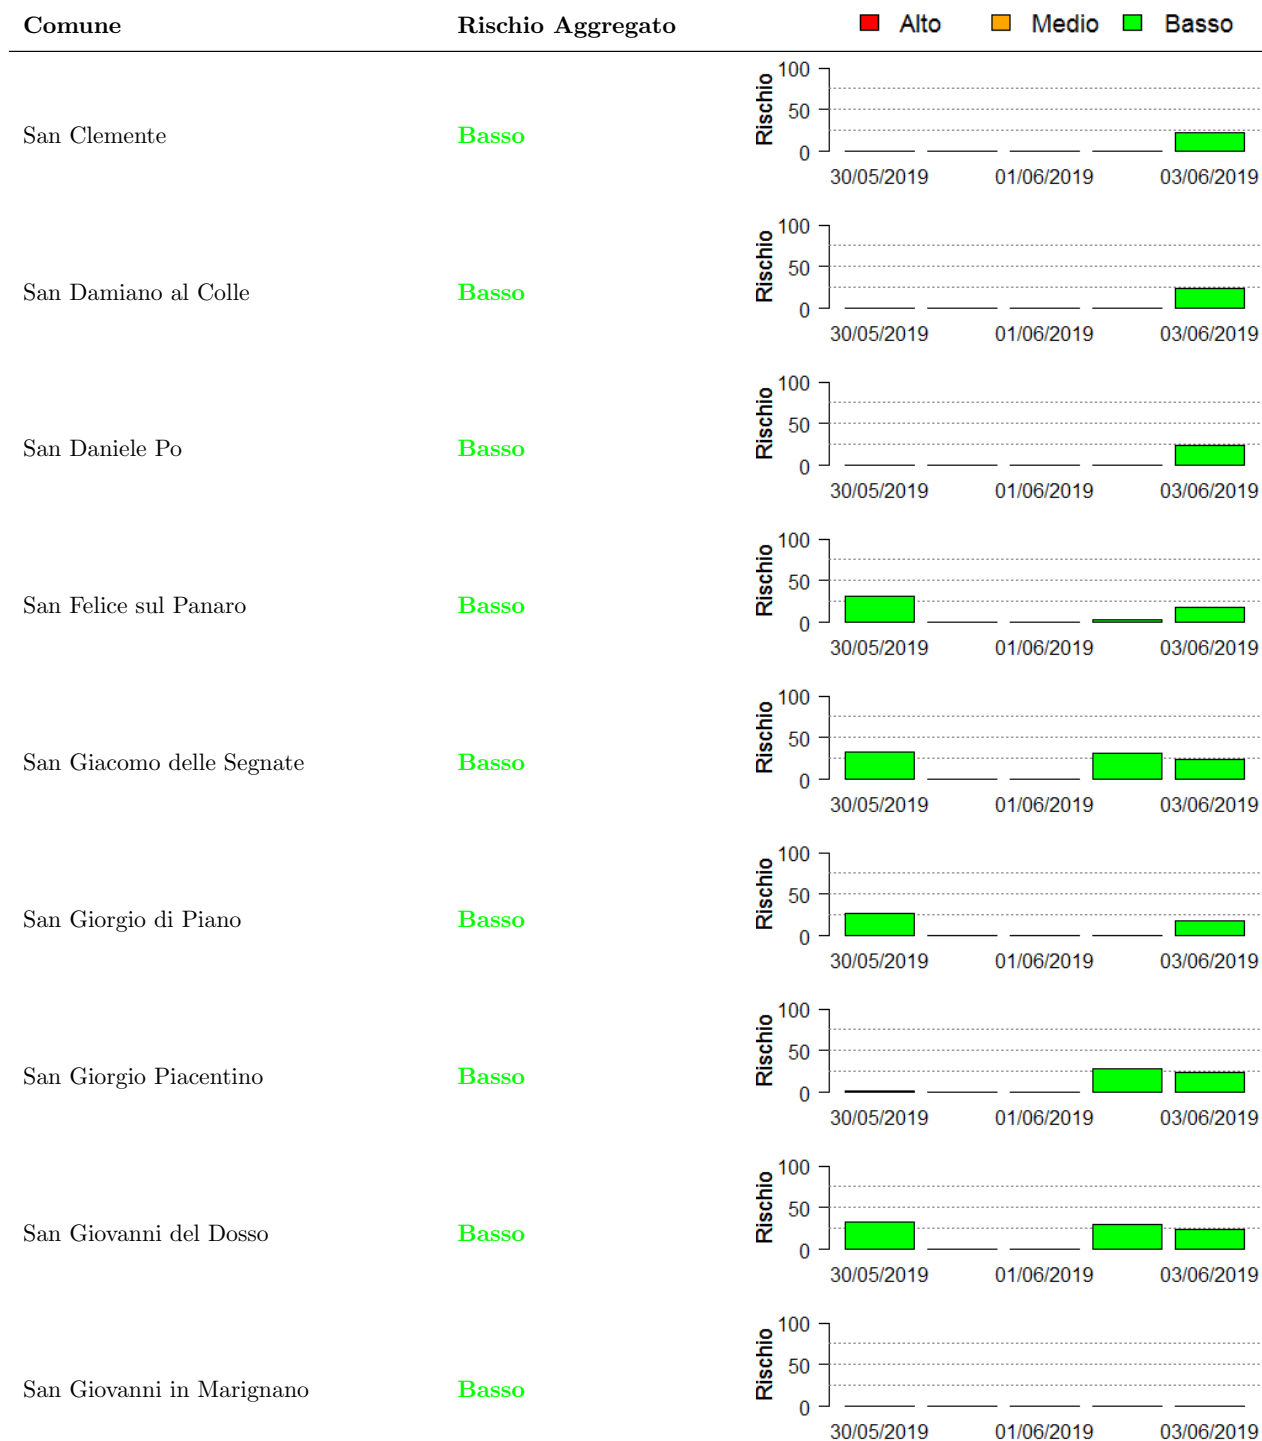 Comune Rischio Aggregato Alto Medio Basso
San Clemente Basso
Rischio
100
50
0
30/05/2019 01/06/2019 03/06/2019
San Damiano al Colle Basso
Rischio
100
50
0
30/05/2019 01/06/2019 03/06/2019
San Daniele Po Basso
Rischio
100
50
0
30/05/2019 01/06/2019 03/06/2019
San Felice sul Panaro Basso
Rischio
100
50
0
30/05/2019 01/06/2019 03/06/2019
San Giacomo delle Segnate Basso
Rischio
100
50
0
30/05/2019 01/06/2019 03/06/2019
San Giorgio di Piano Basso
Rischio
100
50
0
30/05/2019 01/06/2019 03/06/2019
San Giorgio Piacentino Basso
Rischio
100
50
0
30/05/2019 01/06/2019 03/06/2019
San Giovanni del Dosso Basso
Rischio
100
50
0
30/05/2019 01/06/2019 03/06/2019
San Giovanni in Marignano Basso
Rischio
100
50
0
30/05/2019 01/06/2019 03/06/2019